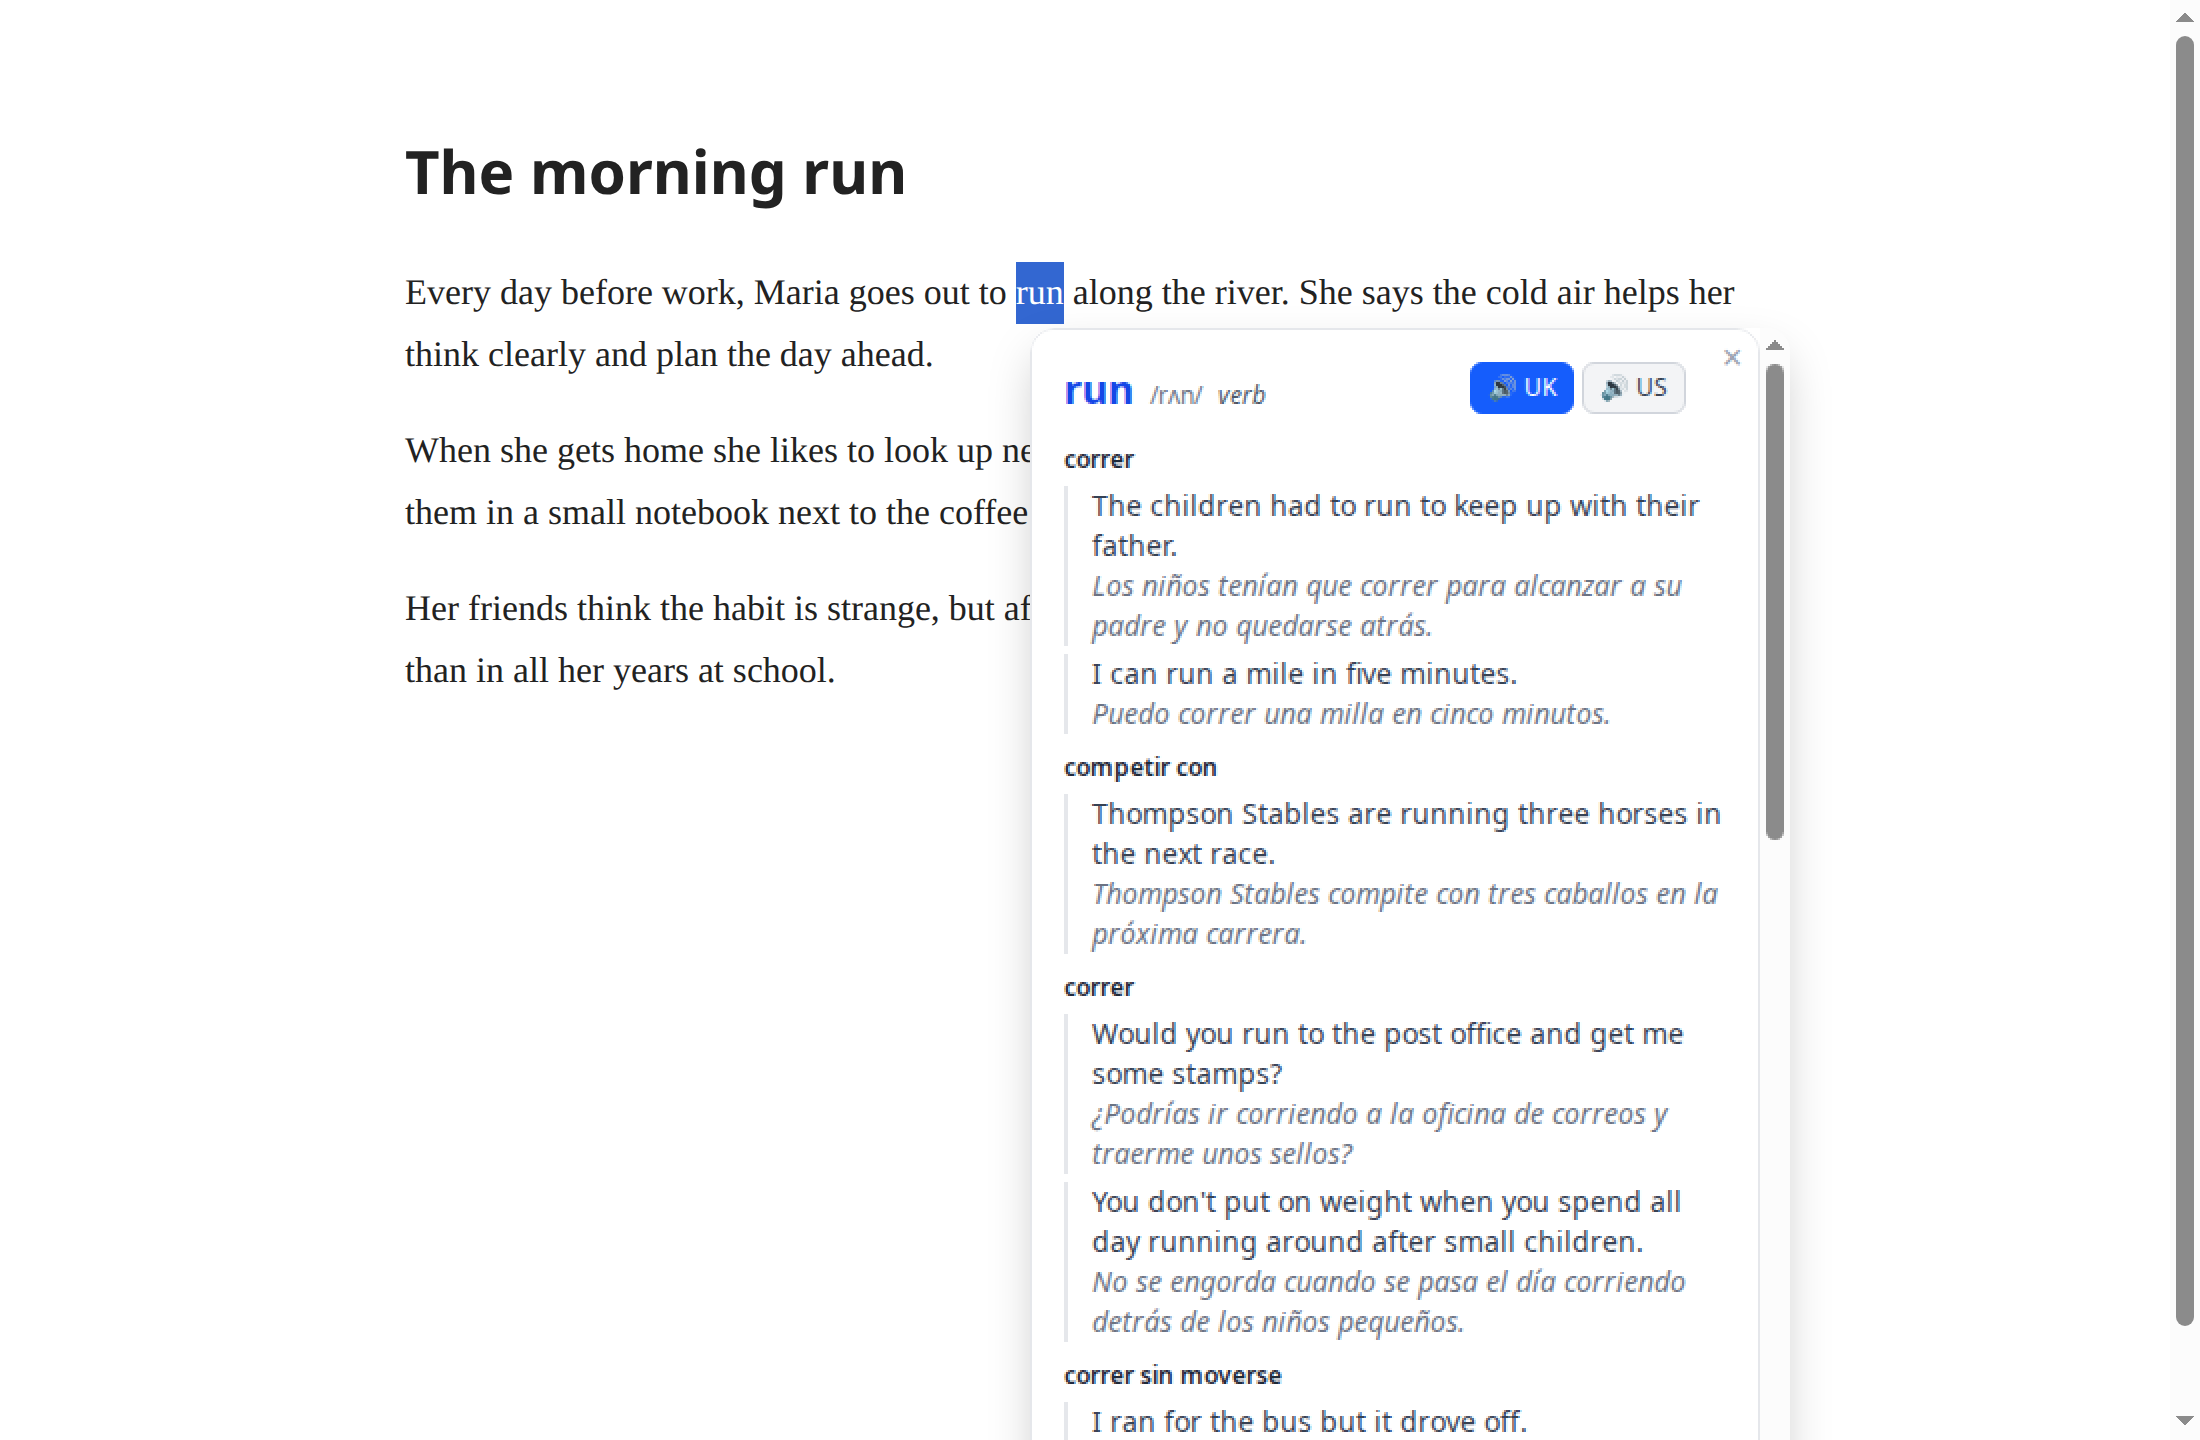 The morning run
Every day before work, Maria goes out to run along the river. She says the cold air helps her
think clearly and plan the day ahead.
When she gets home she likes to look up ne
them in a small notebook next to the coffee
Her friends think the habit is strange, but af
than in all her years at school.
×
run /rʌn/ verb
🔊 UK 🔊 US
correr
The children had to run to keep up with their
father.
Los niños tenían que correr para alcanzar a su
padre y no quedarse atrás.
I can run a mile in five minutes.
Puedo correr una milla en cinco minutos.
competir con
Thompson Stables are running three horses in
the next race.
Thompson Stables compite con tres caballos en la
próxima carrera.
correr
Would you run to the post office and get me
some stamps?
¿Podrías ir corriendo a la oficina de correos y
traerme unos sellos?
You don't put on weight when you spend all
day running around after small children.
No se engorda cuando se pasa el día corriendo
detrás de los niños pequeños.
correr sin moverse
I ran for the bus but it drove off.